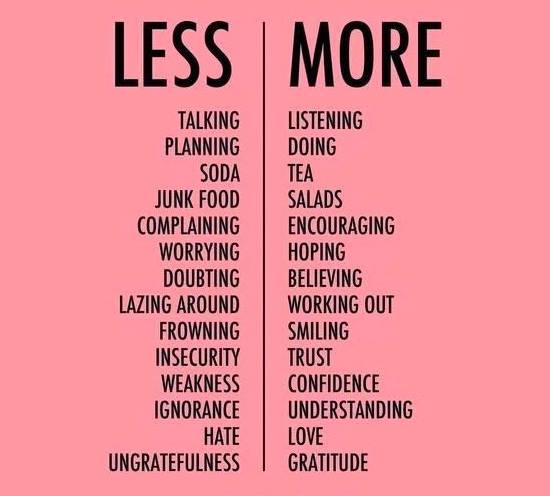 LESS MORE
TALKING LISTENING
PLANNING DOING
SODA TEA
JUNK FOOD SALADS
COMPLAINING ENCOURAGING
WORRYING HOPING
DOUBTING BELIEVING
LAZING AROUND WORKING OUT
FROWNING SMILING
INSECURITY TRUST
WEAKNESS CONFIDENCE
IGNORANCE UNDERSTANDING
HATE LOVE
UNGRATEFULNESS GRATITUDE